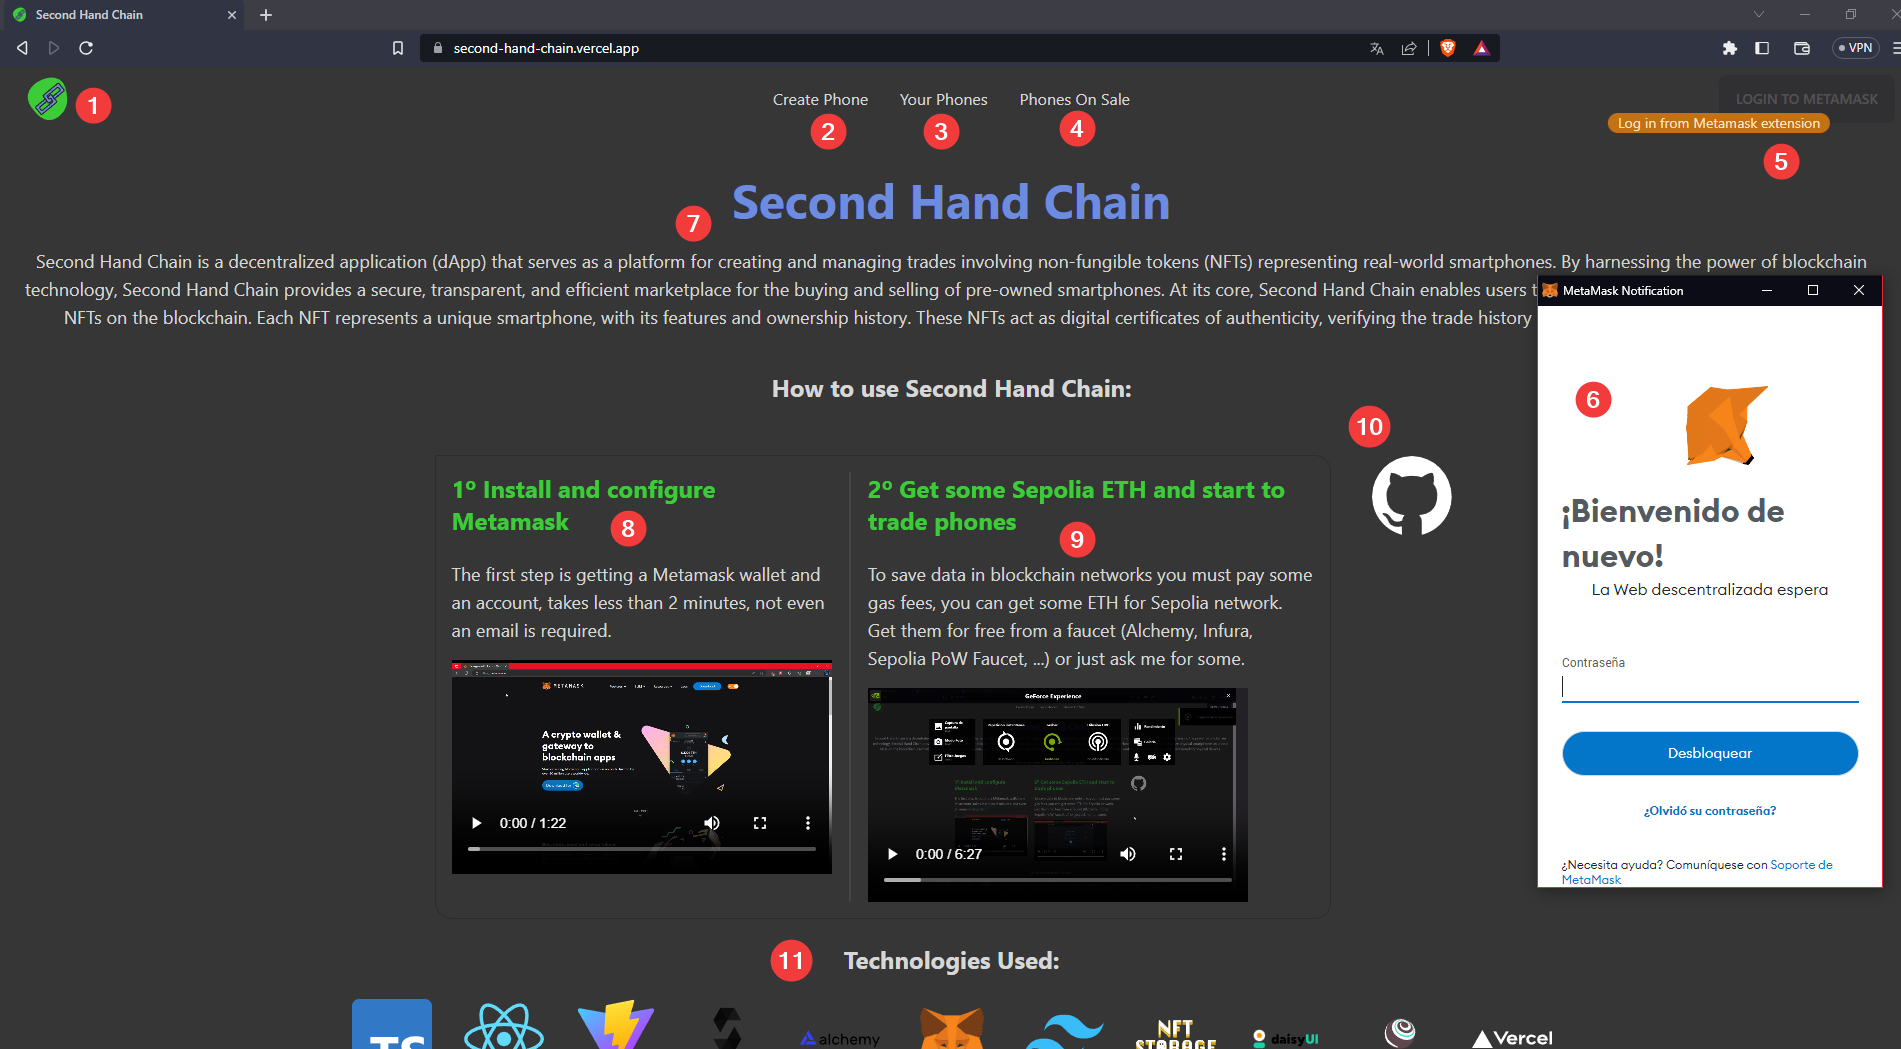 Second Hand Chain
second-hand-chain.vercel.app
VPN
1
Create Phone
Your Phones
Phones On Sale
LOGIN TO METAMASK
Log in from Metamask extension
2
3
4
5
Second Hand Chain
7
Second Hand Chain is a decentralized application (dApp) that serves as a platform for creating and managing trades involving non-fungible tokens (NFTs) representing real-world smartphones. By harnessing the power of blockchain
technology, Second Hand Chain provides a secure, transparent, and efficient marketplace for the buying and selling of pre-owned smartphones. At its core, Second Hand Chain enables users
NFTs on the blockchain. Each NFT represents a unique smartphone, with its features and ownership history. These NFTs act as digital certificates of authenticity, verifying the trade history
How to use Second Hand Chain:
10
1º Install and configure
Metamask
8
The first step is getting a Metamask wallet and
an account, takes less than 2 minutes, not even
an email is required.
METAMASK
A crypto wallet &
gateway to
blockchain apps
0:00 / 1:22
2º Get some Sepolia ETH and start to
trade phones
9
To save data in blockchain networks you must pay some
gas fees, you can get some ETH for Sepolia network.
Get them for free from a faucet (Alchemy, Infura,
Sepolia PoW Faucet, ...) or just ask me for some.
GeForce Experience
0:00 / 6:27
MetaMask Notification
6
¡Bienvenido de
nuevo!
La Web descentralizada espera
Contraseña
Desbloquear
¿Olvidó su contraseña?
¿Necesita ayuda? Comuníquese con Soporte de
MetaMask
11
Technologies Used:
TS
alchemy
NFT
STORAGE
daisyUI
Vercel